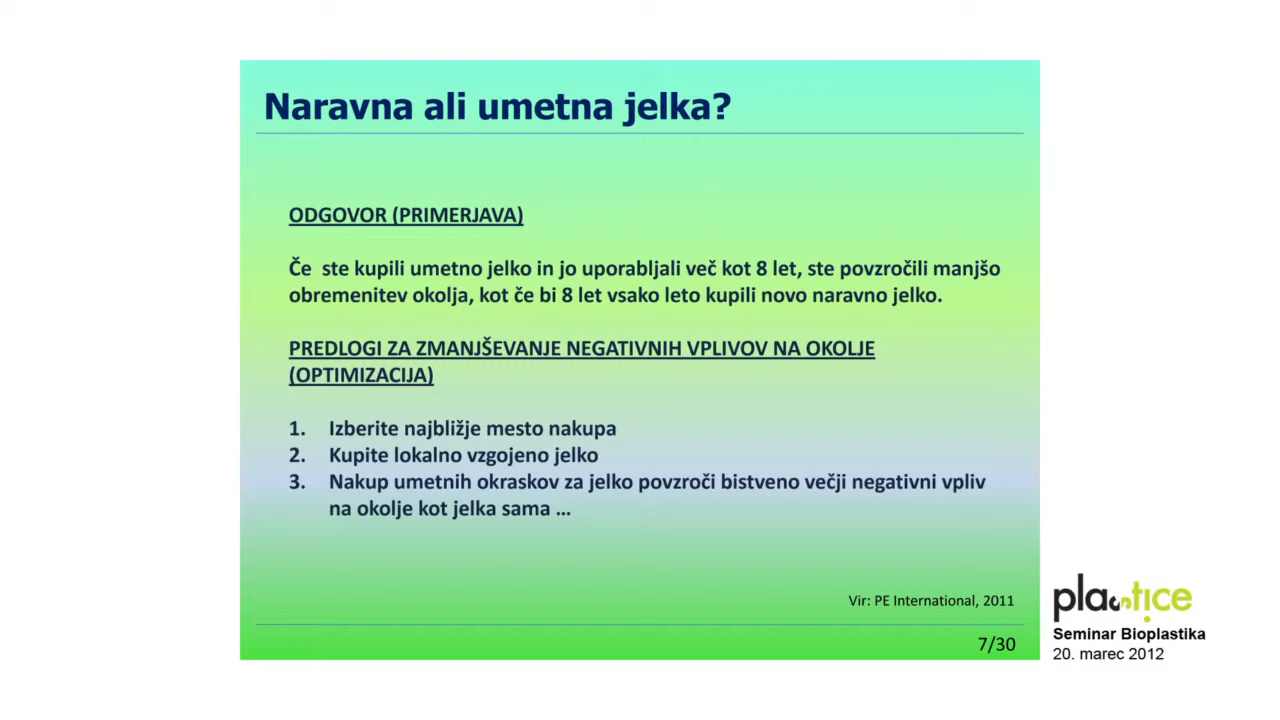 Naravna ali umetna jelka?
ODGOVOR (PRIMERJAVA)
Če ste kupili umetno jelko in jo uporabljali več kot 8 let, ste povzročili manjšo
obremenitev okolja, kot če bi 8 let vsako leto kupili novo naravno jelko.
PREDLOGI ZA ZMANJŠEVANJE NEGATIVNIH VPLIVOV NA OKOLJE
(OPTIMIZACIJA)
1. Izberite najbližje mesto nakupa
2. Kupite lokalno vzgojeno jelko
3. Nakup umetnih okraskov za jelko povzroči bistveno večji negativni vpliv
na okolje kot jelka sama ...
Vir: PE International, 2011
7/30
plastice
Seminar Bioplastika
20. marec 2012